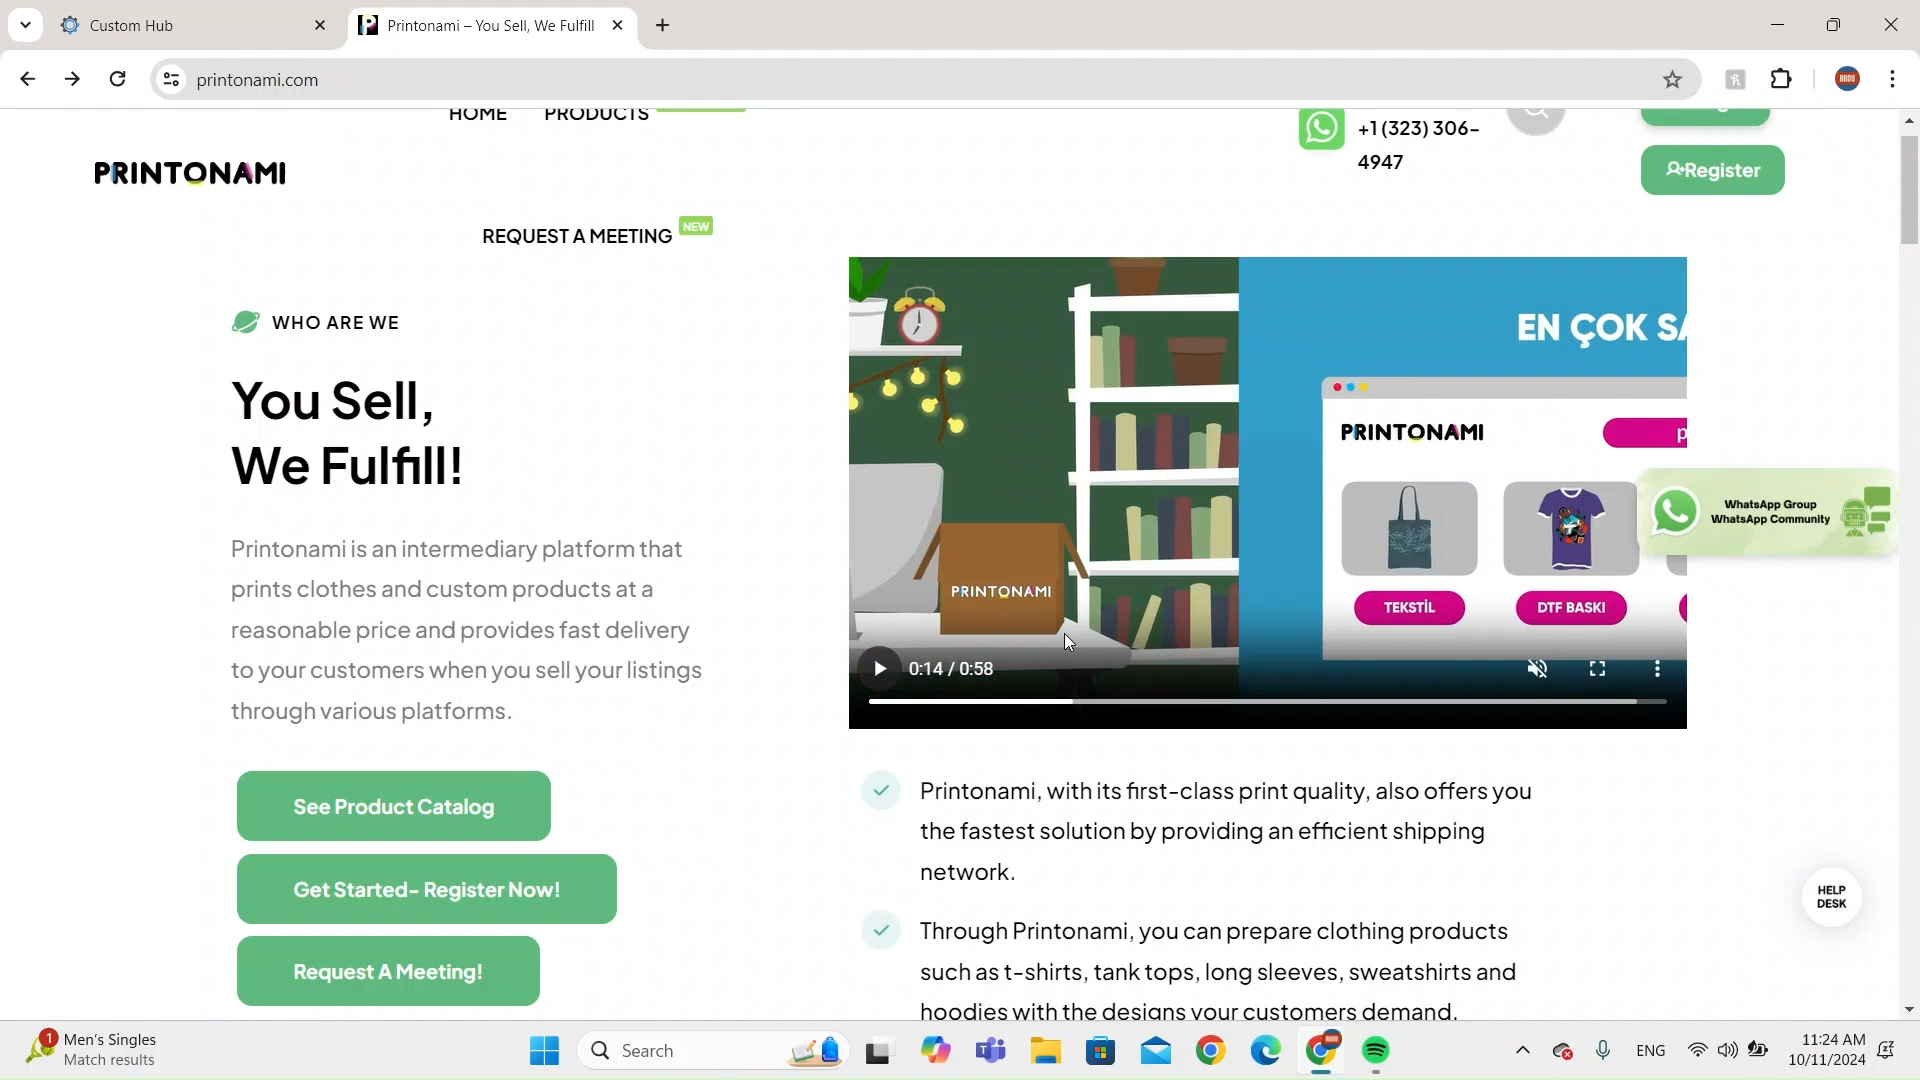 Custom Hub
Printonami – You Sell, We Fulfill
printonami.com
HOME
PRODUCTS
+1 (323) 306-
4947
PRINTONAMI
Register
REQUEST A MEETING
NEW
WHO ARE WE
You Sell,
We Fulfill!
Printonami is an intermediary platform that
prints clothes and custom products at a
reasonable price and provides fast delivery
to your customers when you sell your listings
through various platforms.
See Product Catalog
Get Started- Register Now!
Request A Meeting!
EN ÇOK SA
PRINTONAMI
p
TEKSTİL
DTF BASKI
PRINTONAMI
0:14 / 0:58
WhatsApp Group
WhatsApp Community
Printonami, with its first-class print quality, also offers you
the fastest solution by providing an efficient shipping
network.
Through Printonami, you can prepare clothing products
such as t-shirts, tank tops, long sleeves, sweatshirts and
hoodies with the designs your customers demand.
HELP
DESK
1
Men's Singles
Match results
Search
ENG
11:24 AM
10/11/2024